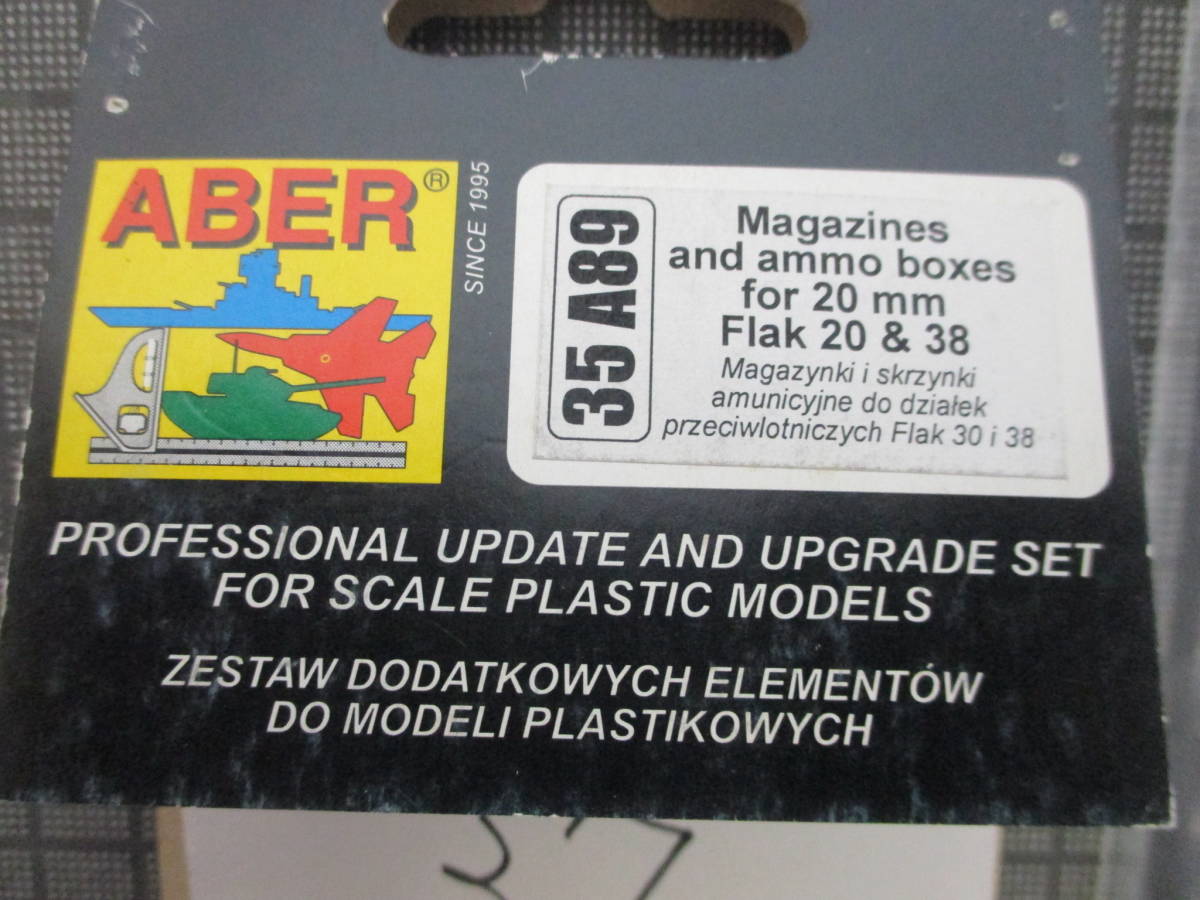 ABER®
SINCE 1995
35 A89
Magazines
and ammo boxes
for 20 mm
Flak 20 & 38
Magazynki i skrzynki
amunicyjne do działek
przeciwlotniczych Flak 30 i 38
PROFESSIONAL UPDATE AND UPGRADE SET
FOR SCALE PLASTIC MODELS
ZESTAW DODATKOWYCH ELEMENTÓW
DO MODELI PLASTIKOWYCH